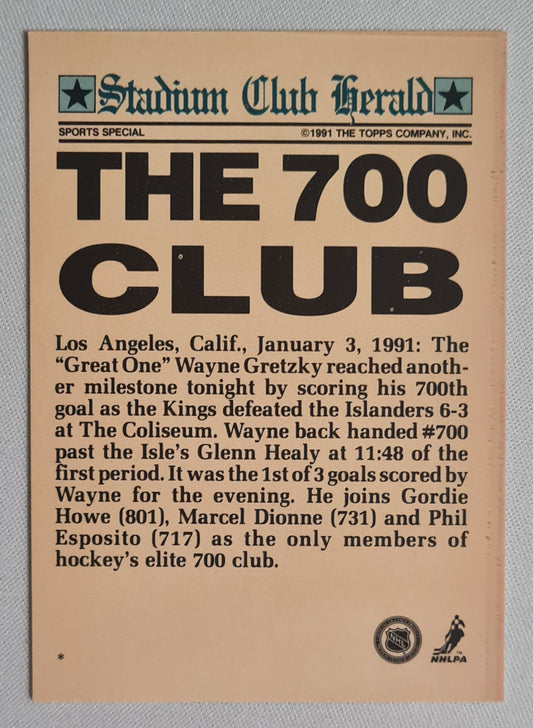 Stadium Club Herald
SPORTS SPECIAL ©1991 THE TOPPS COMPANY, INC.
THE 700
CLUB
Los Angeles, Calif., January 3, 1991: The
“Great One” Wayne Gretzky reached anoth-
er milestone tonight by scoring his 700th
goal as the Kings defeated the Islanders 6-3
at The Coliseum. Wayne back handed #700
past the Isle's Glenn Healy at 11:48 of the
first period. It was the 1st of 3 goals scored by
Wayne for the evening. He joins Gordie
Howe (801), Marcel Dionne (731) and Phil
Esposito (717) as the only members of
hockey's elite 700 club.
NHL
NHLPA
*